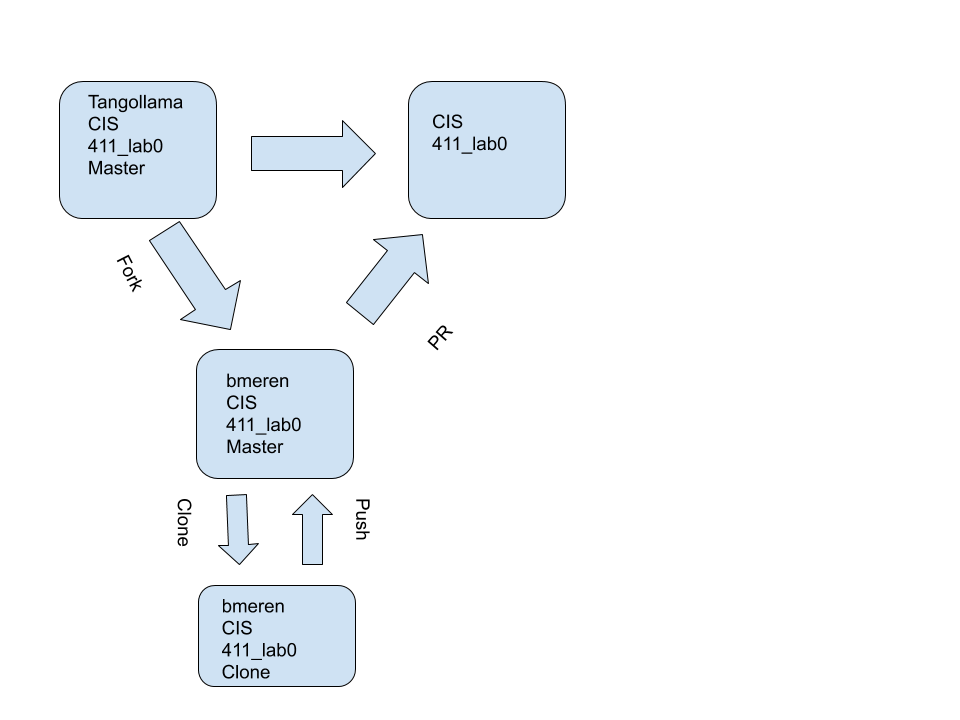 Tangollama
CIS
411_lab0
Master
CIS
411_lab0
Fork
PR
bmeren
CIS
411_lab0
Master
Clone
Push
bmeren
CIS
411_lab0
Clone